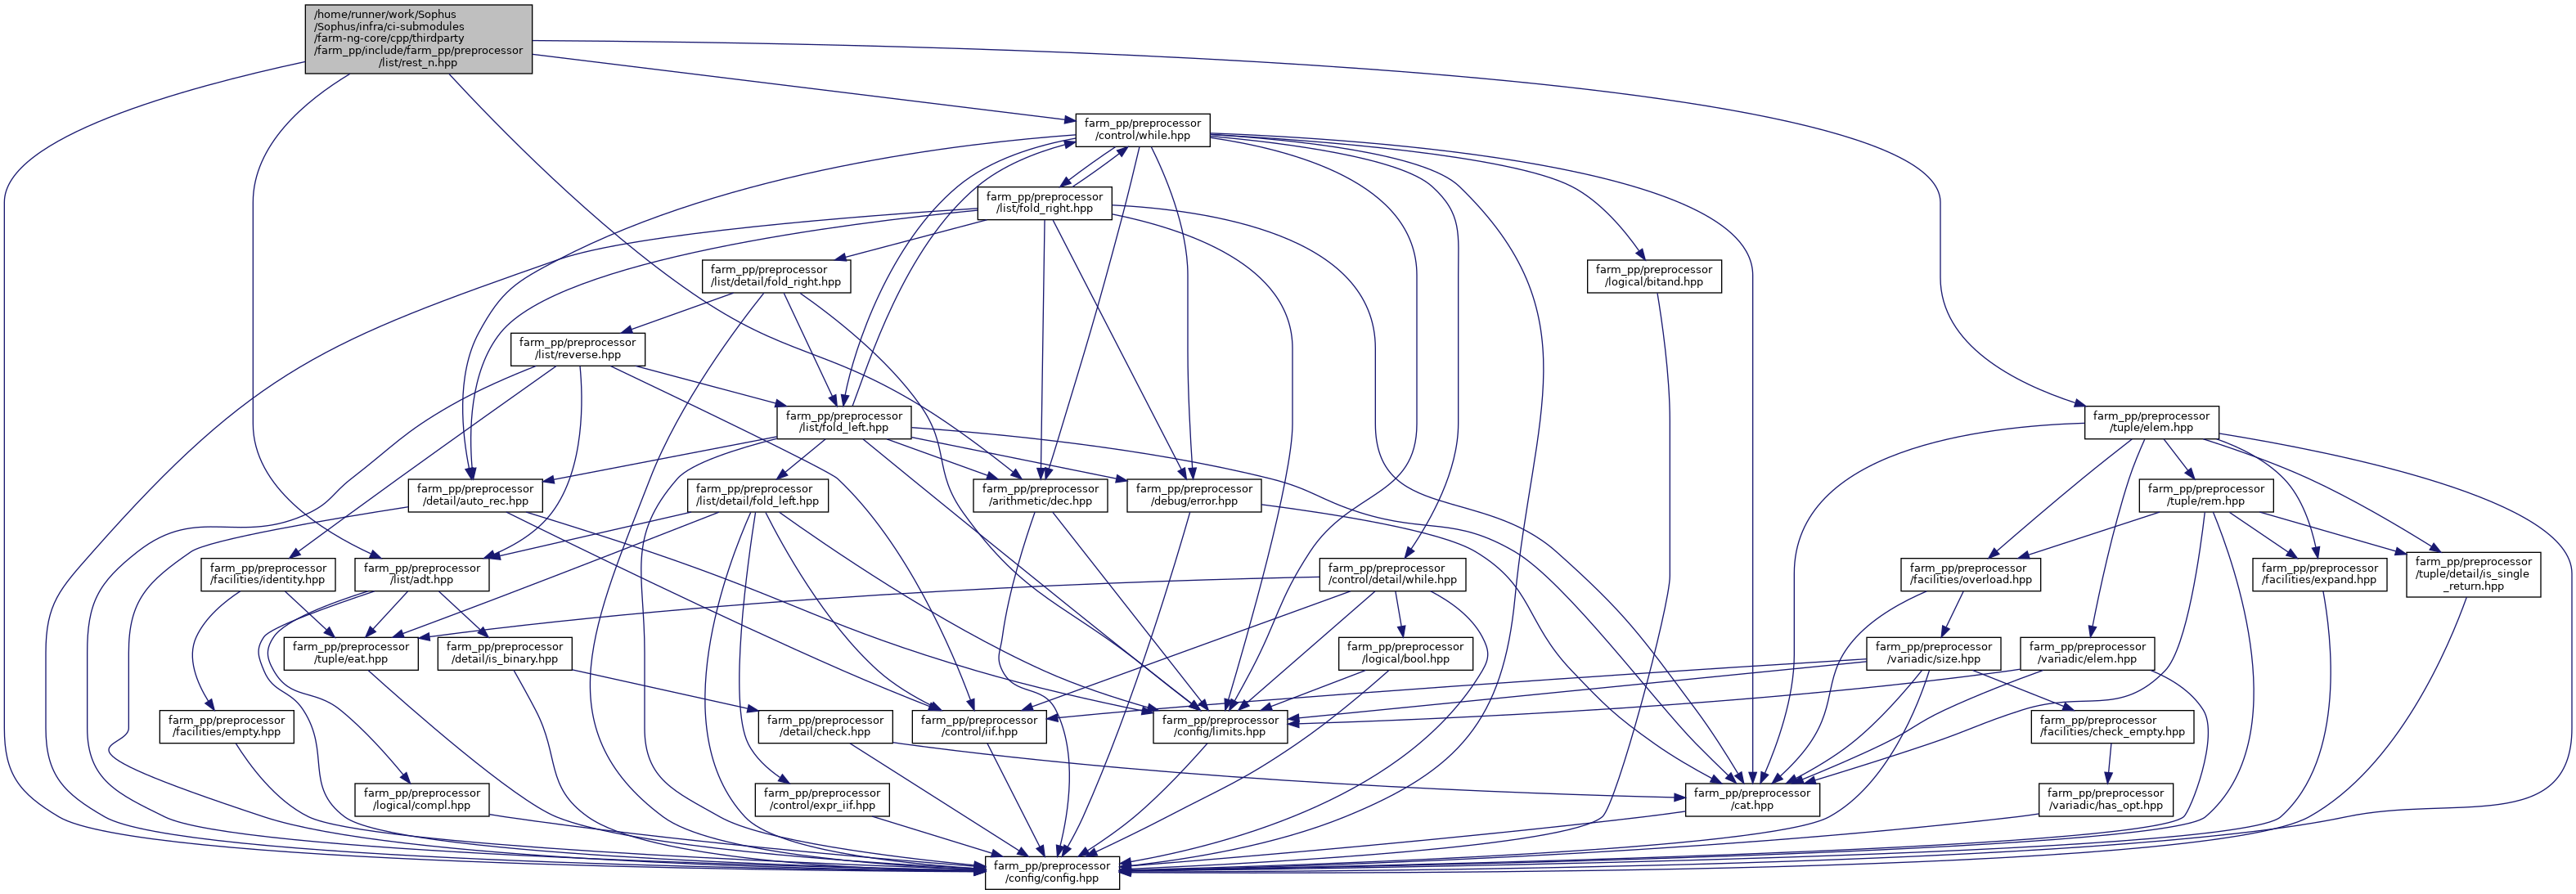 /home/runner/work/Sophus
/Sophus/infra/ci-submodules
/farm-ng-core/cpp/thirdparty
/farm_pp/include/farm_pp/preprocessor
/list/rest_n.hpp
farm_pp/preprocessor
/control/while.hpp
farm_pp/preprocessor
/list/fold_right.hpp
farm_pp/preprocessor
/list/detail/fold_right.hpp
farm_pp/preprocessor
/logical/bitand.hpp
farm_pp/preprocessor
/list/reverse.hpp
farm_pp/preprocessor
/list/fold_left.hpp
farm_pp/preprocessor
/tuple/elem.hpp
farm_pp/preprocessor
/detail/auto_rec.hpp
farm_pp/preprocessor
/list/detail/fold_left.hpp
farm_pp/preprocessor
/arithmetic/dec.hpp
farm_pp/preprocessor
/debug/error.hpp
farm_pp/preprocessor
/tuple/rem.hpp
farm_pp/preprocessor
/facilities/identity.hpp
farm_pp/preprocessor
/list/adt.hpp
farm_pp/preprocessor
/control/detail/while.hpp
farm_pp/preprocessor
/facilities/overload.hpp
farm_pp/preprocessor
/facilities/expand.hpp
farm_pp/preprocessor
/tuple/detail/is_single
_return.hpp
farm_pp/preprocessor
/tuple/eat.hpp
farm_pp/preprocessor
/detail/is_binary.hpp
farm_pp/preprocessor
/logical/bool.hpp
farm_pp/preprocessor
/variadic/size.hpp
farm_pp/preprocessor
/variadic/elem.hpp
farm_pp/preprocessor
/facilities/empty.hpp
farm_pp/preprocessor
/detail/check.hpp
farm_pp/preprocessor
/control/iif.hpp
farm_pp/preprocessor
/config/limits.hpp
farm_pp/preprocessor
/facilities/check_empty.hpp
farm_pp/preprocessor
/logical/compl.hpp
farm_pp/preprocessor
/control/expr_iif.hpp
farm_pp/preprocessor
/cat.hpp
farm_pp/preprocessor
/variadic/has_opt.hpp
farm_pp/preprocessor
/config/config.hpp